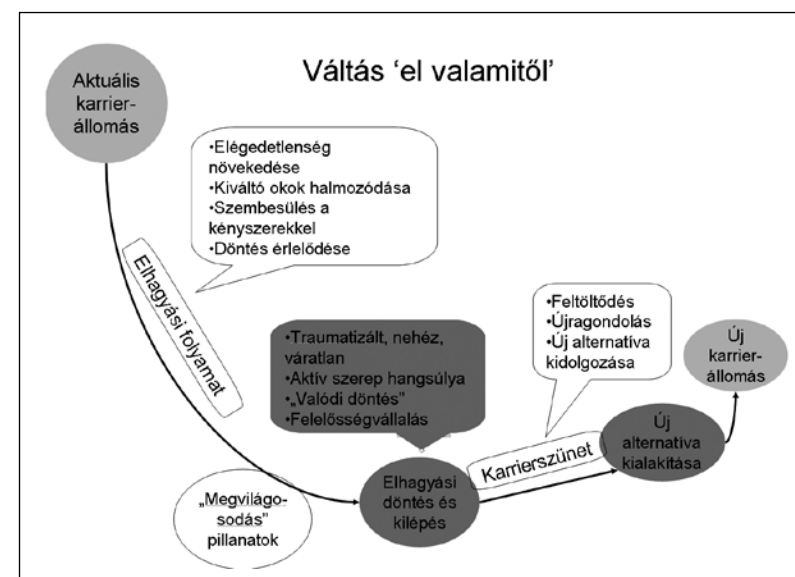 Váltás 'el valamitől'
Aktuális
karrier-
állomás
•Elégedetlenség
növekedése
•Kiváltó okok halmozódása
•Szembesülés a
kényszerekkel
•Döntés érlelődése
Elhagyási folyamat
•Traumatizált, nehéz,
váratlan
•Aktív szerep hangsúlya
•„Valódi döntés”
•Felelősségvállalás
„Megvilágo-
sodás”
pillanatok
Elhagyási
döntés és
kilépés
•Feltöltődés
•Újragondolás
•Új alternatíva
kidolgozása
Karrierszünet
Új
alternatíva
kialakítása
Új
karrier-
állomás